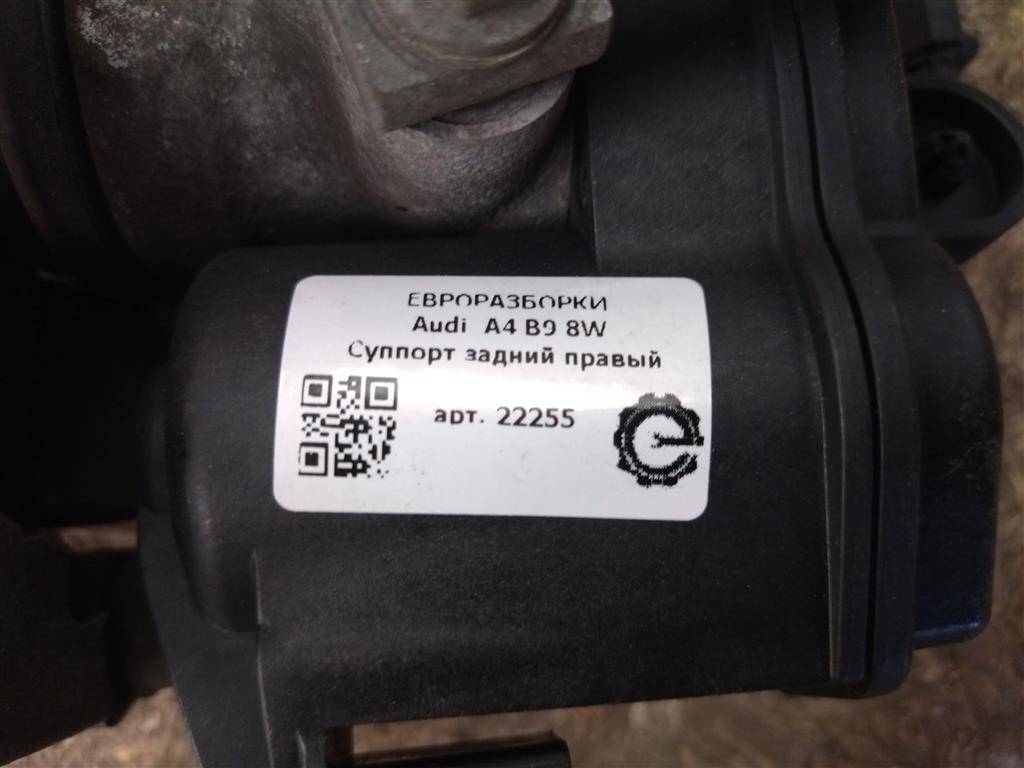 ЕВРОРАЗБОРКИ
Audi A4 B9 8W
Суппорт задний правый
арт. 22255